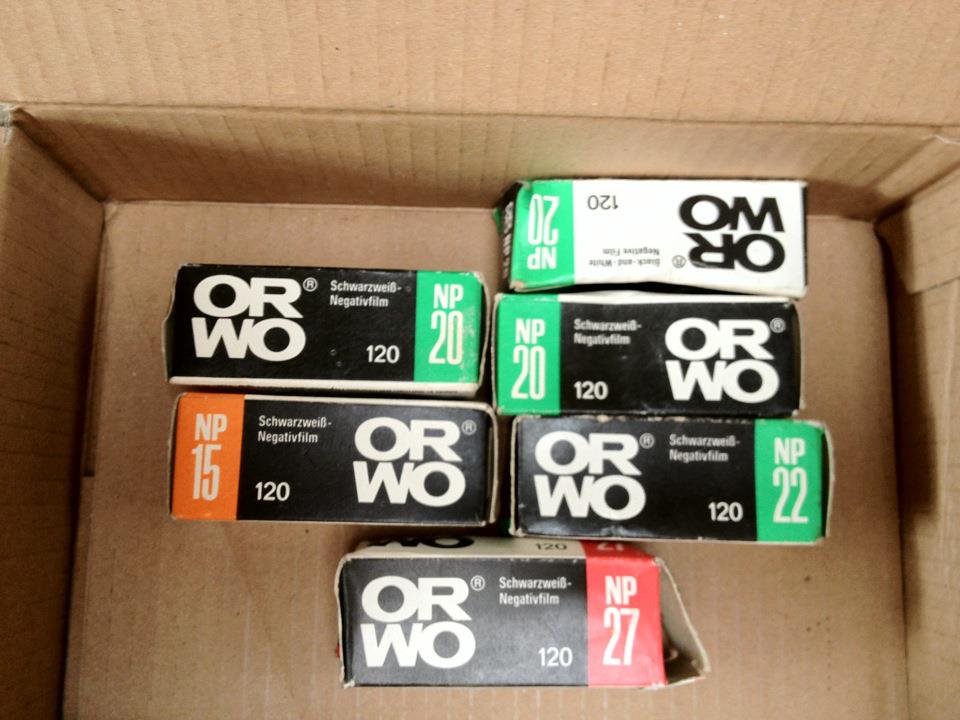 NP
20
120
Black-and-White
Negative Film
OR®
WO
OR®
WO
Schwarzweiß-
Negativfilm
120
NP
20
NP
20
Schwarzweiß-
Negativfilm
120
OR®
WO
NP
15
Schwarzweiß-
Negativfilm
120
OR®
WO
OR®
WO
Schwarzweiß-
Negativfilm
120
NP
22
WO
120
27
OR®
WO
Schwarzweiß-
Negativfilm
120
NP
27